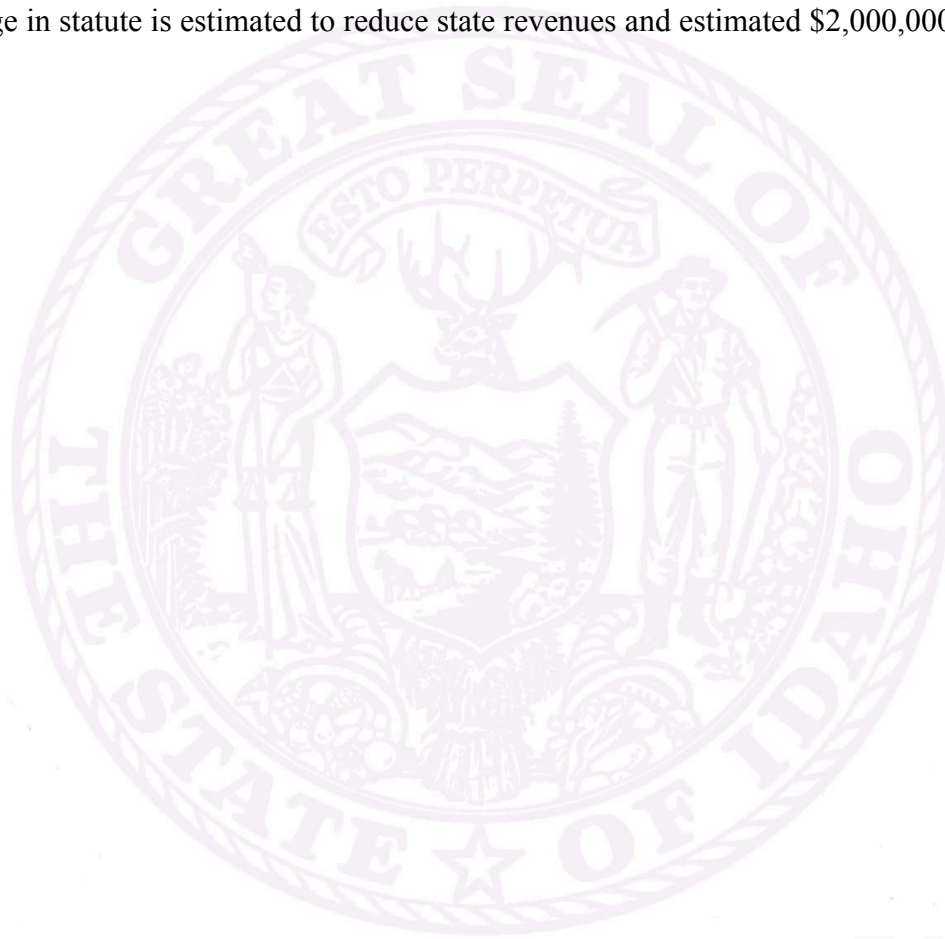 ge in statute is estimated to reduce state revenues and estimated $2,000,000
GREAT SEAL OF
ESTO PERPETUA
THE STATE ★ OF IDAHO